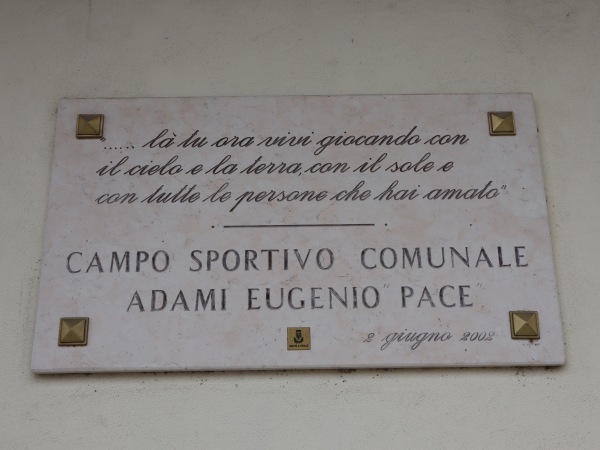 "...... là tu ora vivi giocando con
il cielo e la terra, con il sole e
con tutte le persone che hai amato"
CAMPO SPORTIVO COMUNALE
ADAMI EUGENIO "PACE"
2 giugno 2002